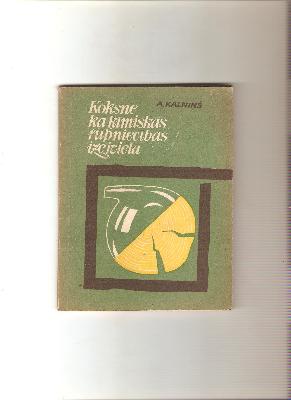 A. KALNIŅŠ
Koksne
kā ķīmiskās
rūpniecības
izejviela